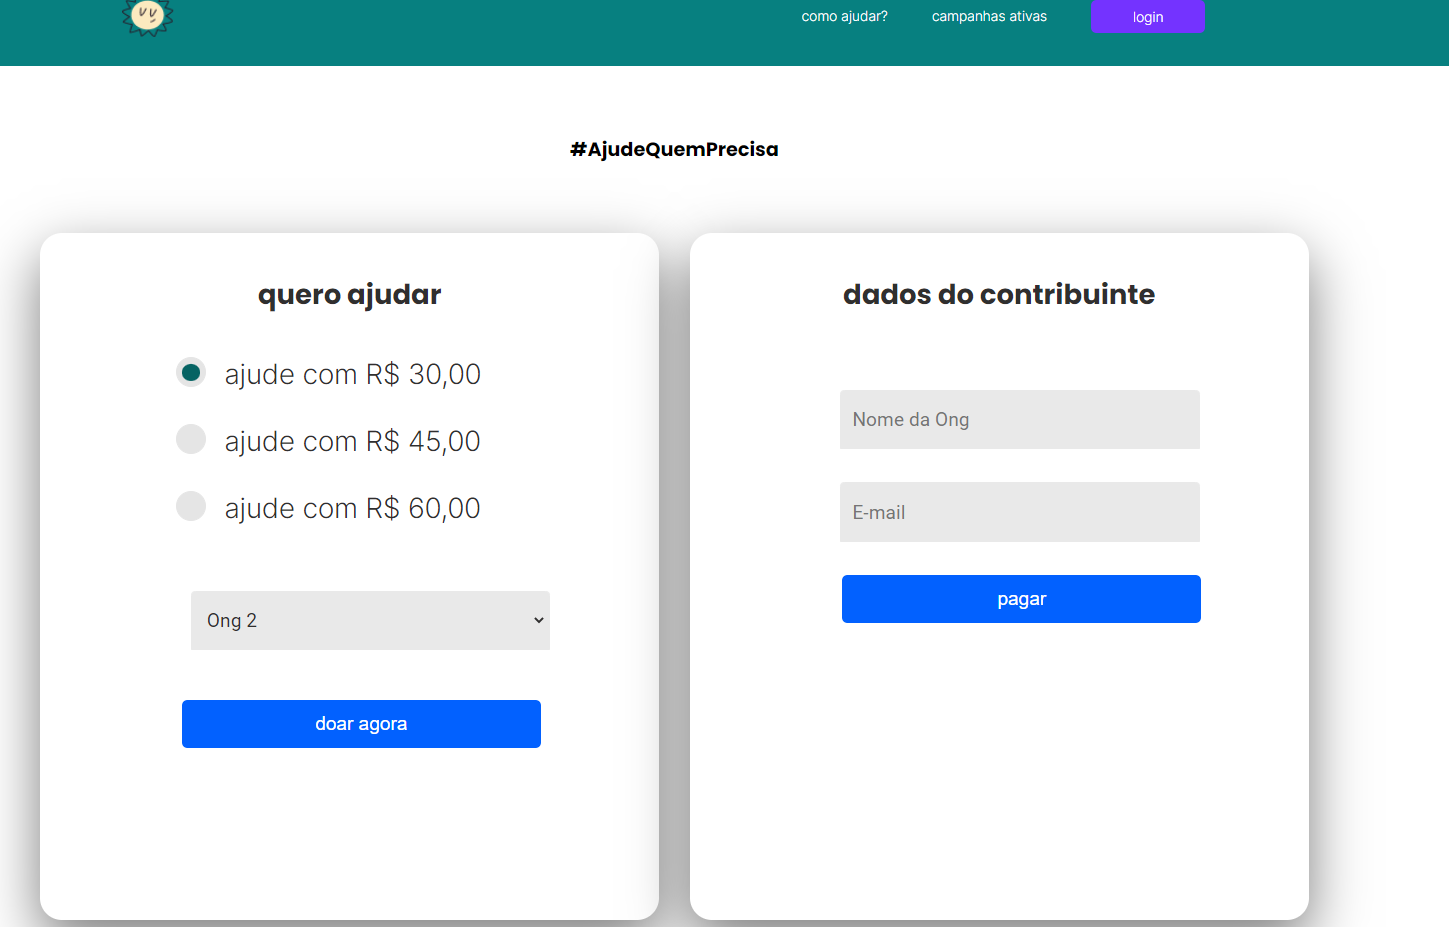 como ajudar? campanhas ativas login
#AjudeQuemPrecisa
quero ajudar
ajude com R$ 30,00
ajude com R$ 45,00
ajude com R$ 60,00
Ong 2
doar agora
dados do contribuinte
Nome da Ong
E-mail
pagar